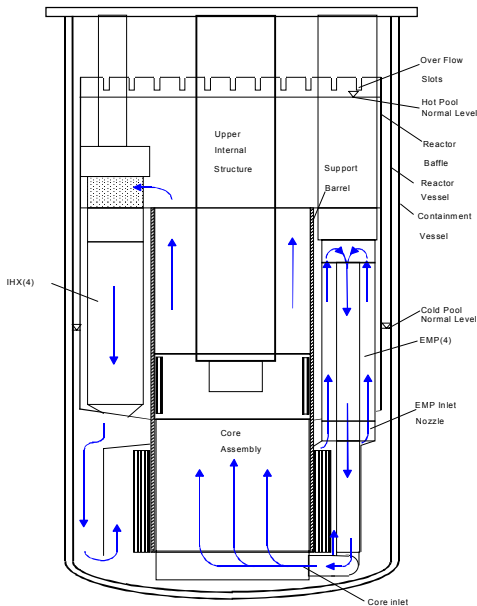 Over Flow
Slots
Hot Pool
Normal Level
Upper
Internal
Structure
Support
Barrel
Reactor
Baffle
Reactor
Vessel
Containment
Vessel
IHX(4)
Cold Pool
Normal Level
EMP(4)
EMP Inlet
Nozzle
Core
Assembly
Core inlet